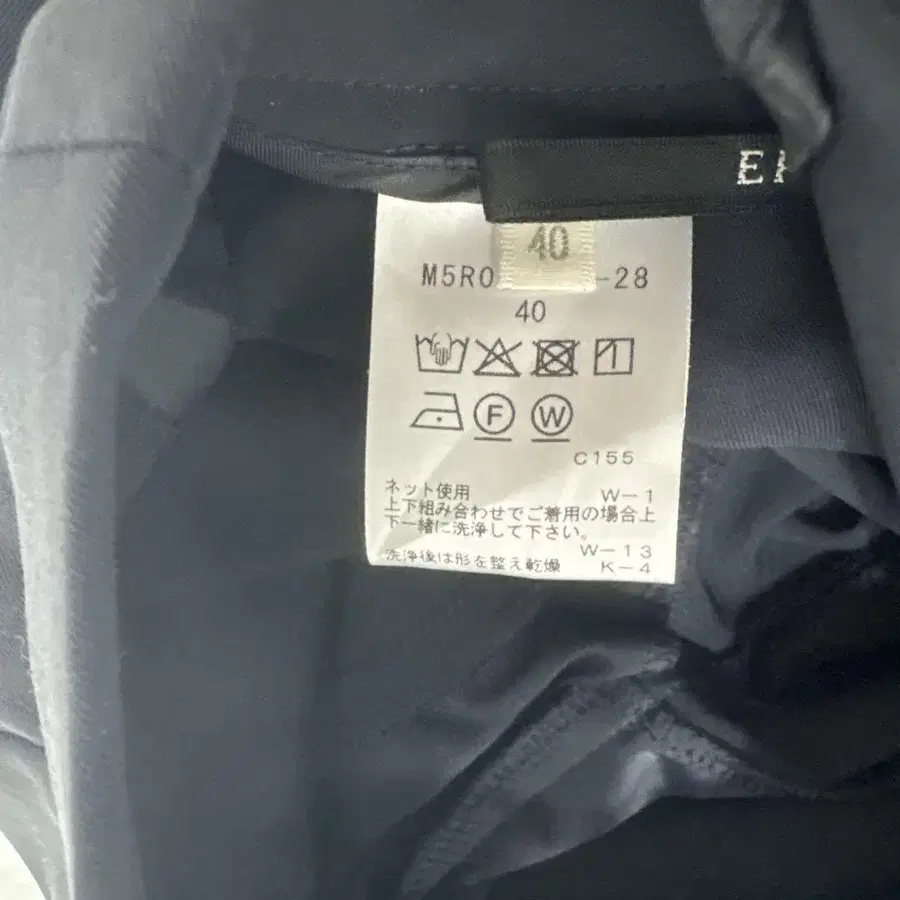 40
M5R0 -28
40
F W
C155
ネット使用 W-1
上下組み合わせでご着用の場合上
下一緒に洗浄して下さい。
W-13
洗浄後は形を整え乾燥 K-4